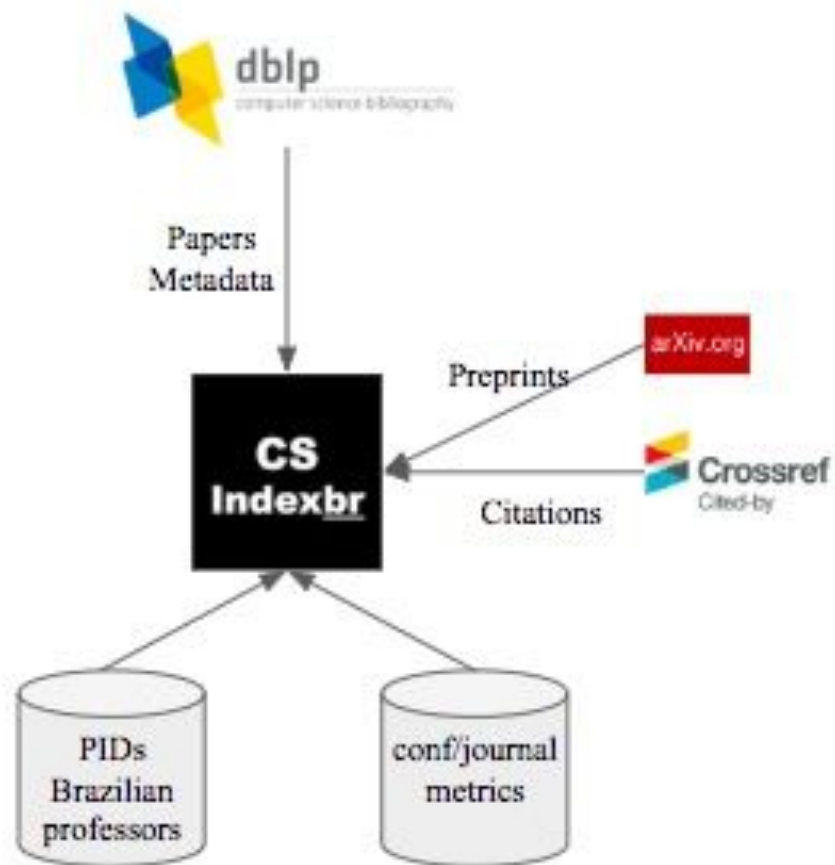 dblp
computer science bibliography
Papers
Metadata
arXiv.org
Preprints
CS
Indexbr
Crossref
Cited-by
Citations
PIDs
Brazilian
professors
conf/journal
metrics